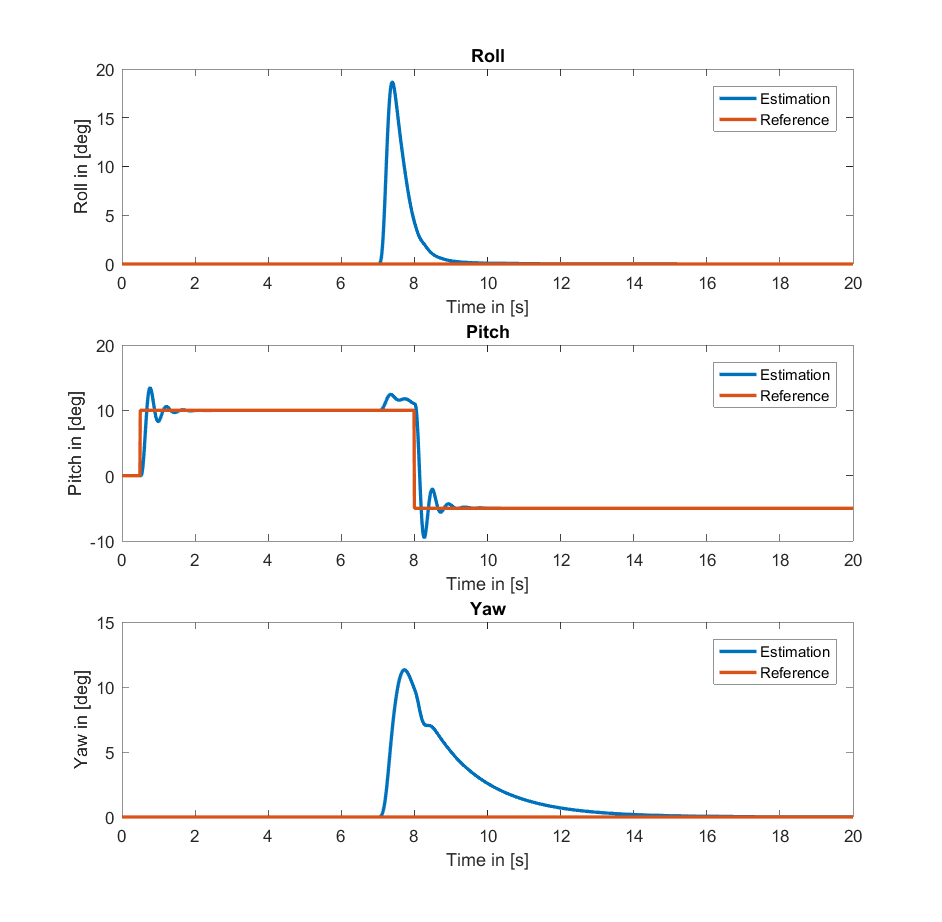 Roll
20
15
10
5
0
Roll in [deg]
Estimation
Reference
0 2 4 6 8 10 12 14 16 18 20
Time in [s]
Pitch
20
10
0
-10
Pitch in [deg]
Estimation
Reference
0 2 4 6 8 10 12 14 16 18 20
Time in [s]
Yaw
15
10
5
0
Yaw in [deg]
Estimation
Reference
0 2 4 6 8 10 12 14 16 18 20
Time in [s]